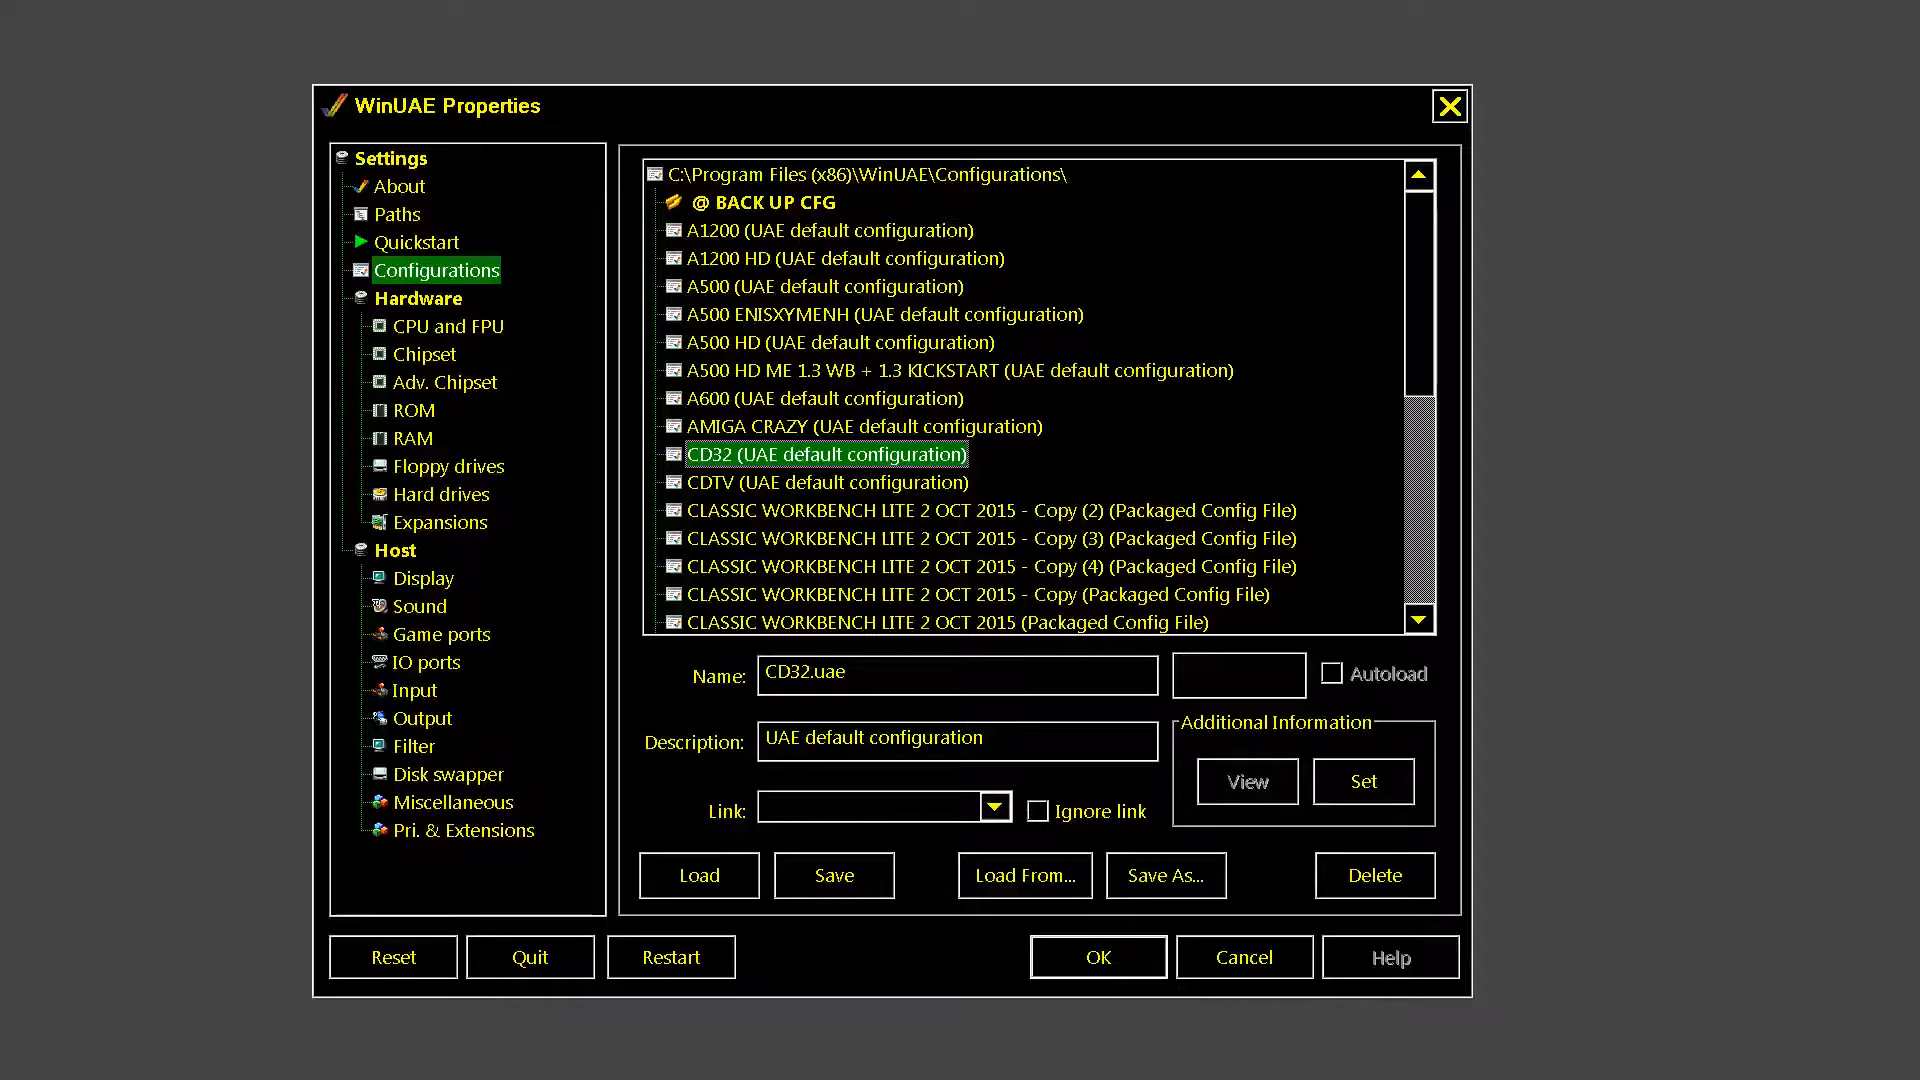 WinUAE Properties
Settings
About
Paths
Quickstart
Configurations
Hardware
CPU and FPU
Chipset
Adv. Chipset
ROM
RAM
Floppy drives
Hard drives
Expansions
Host
Display
Sound
Game ports
IO ports
Input
Output
Filter
Disk swapper
Miscellaneous
Pri. & Extensions
C:\Program Files (x86)\WinUAE\Configurations\
@ BACK UP CFG
A1200 (UAE default configuration)
A1200 HD (UAE default configuration)
A500 (UAE default configuration)
A500 ENISXYMENH (UAE default configuration)
A500 HD (UAE default configuration)
A500 HD ME 1.3 WB + 1.3 KICKSTART (UAE default configuration)
A600 (UAE default configuration)
AMIGA CRAZY (UAE default configuration)
CD32 (UAE default configuration)
CDTV (UAE default configuration)
CLASSIC WORKBENCH LITE 2 OCT 2015 - Copy (2) (Packaged Config File)
CLASSIC WORKBENCH LITE 2 OCT 2015 - Copy (3) (Packaged Config File)
CLASSIC WORKBENCH LITE 2 OCT 2015 - Copy (4) (Packaged Config File)
CLASSIC WORKBENCH LITE 2 OCT 2015 - Copy (Packaged Config File)
CLASSIC WORKBENCH LITE 2 OCT 2015 (Packaged Config File)
Name: CD32.uae
Autoload
Description: UAE default configuration
Additional Information
View Set
Link:
Ignore link
Load Save Load From... Save As... Delete
Reset Quit Restart OK Cancel Help